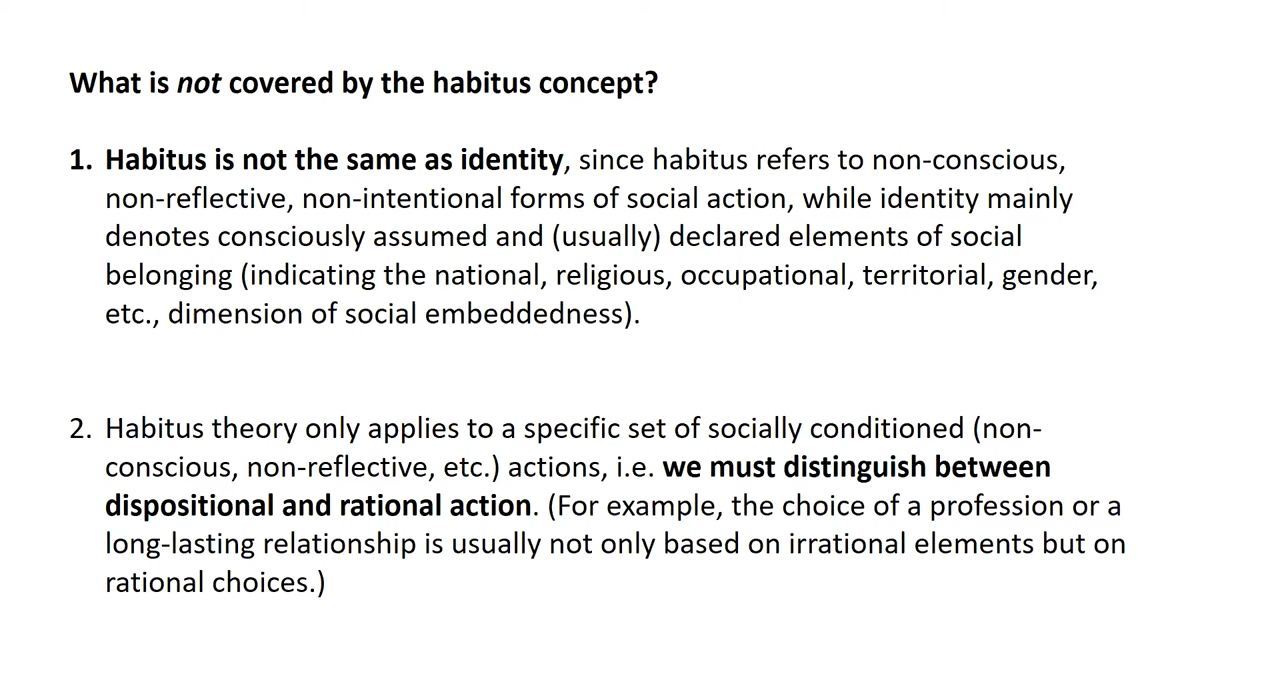 What is not covered by the habitus concept?
1. Habitus is not the same as identity, since habitus refers to non-conscious,
non-reflective, non-intentional forms of social action, while identity mainly
denotes consciously assumed and (usually) declared elements of social
belonging (indicating the national, religious, occupational, territorial, gender,
etc., dimension of social embeddedness).
2. Habitus theory only applies to a specific set of socially conditioned (non-
conscious, non-reflective, etc.) actions, i.e. we must distinguish between
dispositional and rational action. (For example, the choice of a profession or a
long-lasting relationship is usually not only based on irrational elements but on
rational choices.)